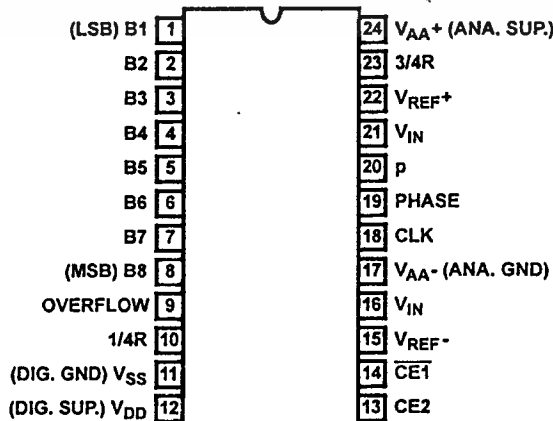 (LSB) B1 1 24 VAA+ (ANA. SUP.)
B2 2 23 3/4R
B3 3 22 VREF+
B4 4 21 VIN
B5 5 20 p
B6 6 19 PHASE
B7 7 18 CLK
(MSB) B8 8 17 VAA- (ANA. GND)
OVERFLOW 9 16 VIN
1/4R 10 15 VREF-
(DIG. GND) VSS 11 14 C̅E̅1̅
(DIG. SUP.) VDD 12 13 CE2